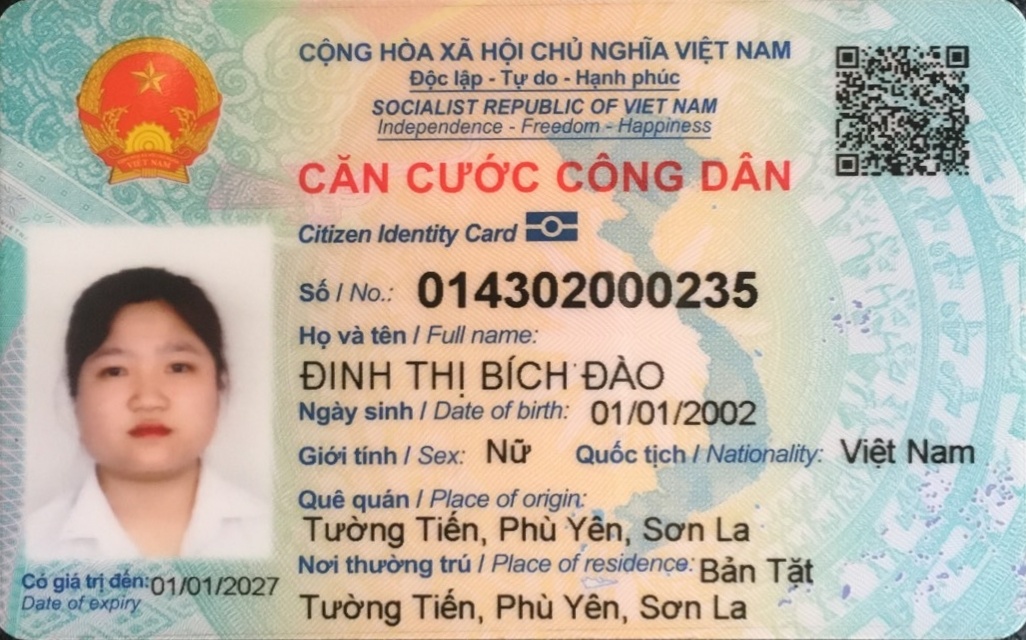 CỘNG HÒA XÃ HỘI CHỦ NGHĨA VIỆT NAM
Độc lập - Tự do - Hạnh phúc
SOCIALIST REPUBLIC OF VIET NAM
Independence - Freedom - Happiness
CĂN CƯỚC CÔNG DÂN
Citizen Identity Card
Số / No.: 014302000235
Họ và tên / Full name:
ĐINH THỊ BÍCH ĐÀO
Ngày sinh / Date of birth: 01/01/2002
Giới tính / Sex: Nữ Quốc tịch / Nationality: Việt Nam
Quê quán / Place of origin:
Tường Tiến, Phù Yên, Sơn La
Nơi thường trú / Place of residence: Bản Tặt
Tường Tiến, Phù Yên, Sơn La
Có giá trị đến: 01/01/2027
Date of expiry
VIỆT NAM